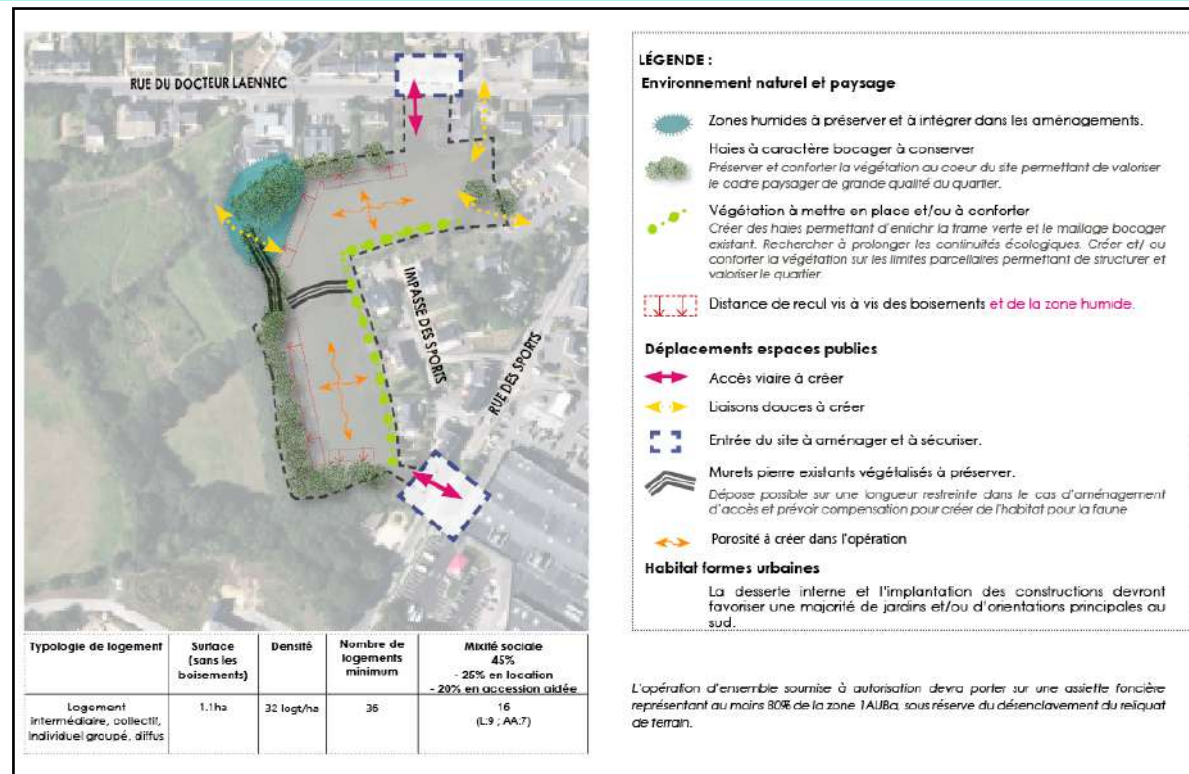 RUE DU DOCTEUR LAENNEC
IMPASSE DES SPORTS
RUE DES SPORTS
LÉGENDE :
Environnement naturel et paysage
Zones humides à préserver et à intégrer dans les aménagements.
Haies à caractère bocager à conserver
Préserver et conforter la végétation au coeur du site permettant de valoriser
le cadre paysager de grande qualité du quartier.
Végétation à mettre en place et/ou à conforter
Créer des haies permettant d'enrichir la trame verte et le maillage bocager
existant. Rechercher à prolonger les continuités écologiques. Créer et/ ou
conforter la végétation sur les limites parcellaires permettant de structurer et
valoriser le quartier.
Distance de recul vis à vis des boisements et de la zone humide.
Déplacements espaces publics
Accès viaire à créer
Liaisons douces à créer
Entrée du site à aménager et à sécuriser.
Murets pierre existants végétalisés à préserver.
Dépose possible sur une longueur restreinte dans le cas d'aménagement
d'accès et prévoir compensation pour créer de l'habitat pour la faune
Porosité à créer dans l'opération
Habitat formes urbaines
La desserte interne et l'implantation des constructions devront
favoriser une majorité de jardins et/ou d'orientations principales au
sud.
Typologie de logement
Surface
(sans les
boisements)
Densité
Nombre de
logements
minimum
Mixité sociale
45%
- 25% en location
- 20% en accession aidée
Logement
intermédiaire, collectif,
Individuel groupé, diffus
1.1ha
32 logt/ha
36
16
(L:9 ; AA:7)
L'opération d'ensemble soumise à autorisation devra porter sur une assiette foncière
représentant au moins 80% de la zone 1AUBa, sous réserve du désenclavement du reliquat
de terrain.